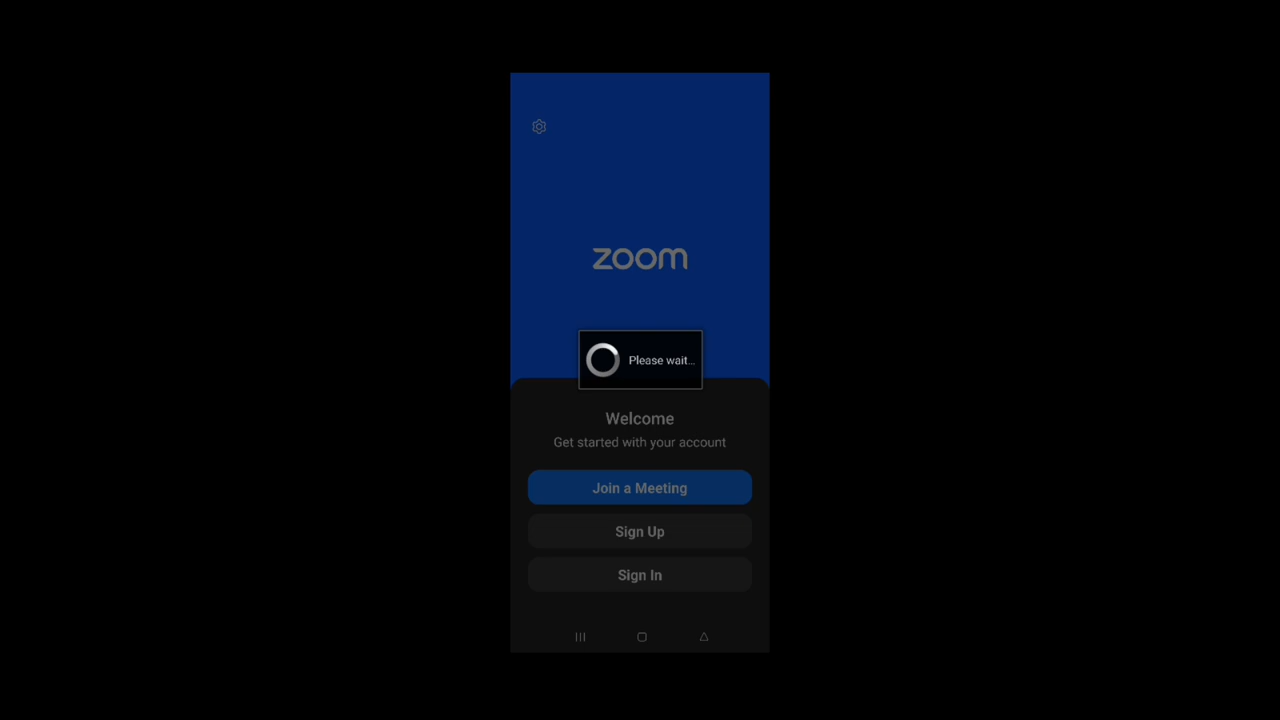 zoom
Please wait...
Welcome
Get started with your account
Join a Meeting
Sign Up
Sign In